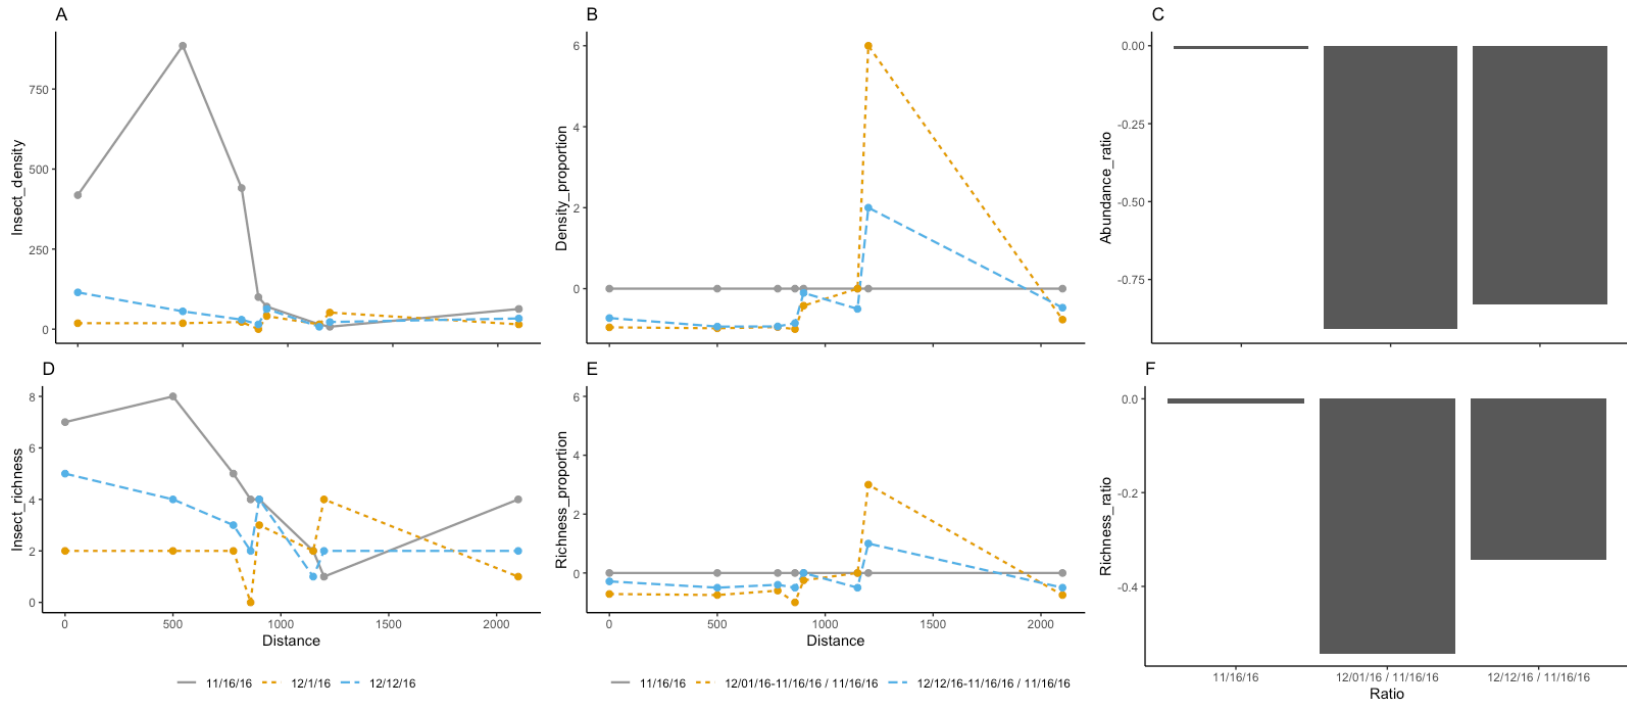 A
Insect_density
750
500
250
0
B
Density_proportion
6
4
2
0
C
Abundance_ratio
0.00
-0.25
-0.50
-0.75
D
Insect_richness
8
6
4
2
0
0 500 1000 1500 2000
Distance
E
Richness_proportion
6
4
2
0
0 500 1000 1500 2000
Distance
F
Richness_ratio
0.0
-0.2
-0.4
11/16/16 12/01/16 / 11/16/16 12/12/16 / 11/16/16
Ratio
11/16/16 12/1/16 12/12/16
11/16/16 12/01/16-11/16/16 / 11/16/16 12/12/16-11/16/16 / 11/16/16